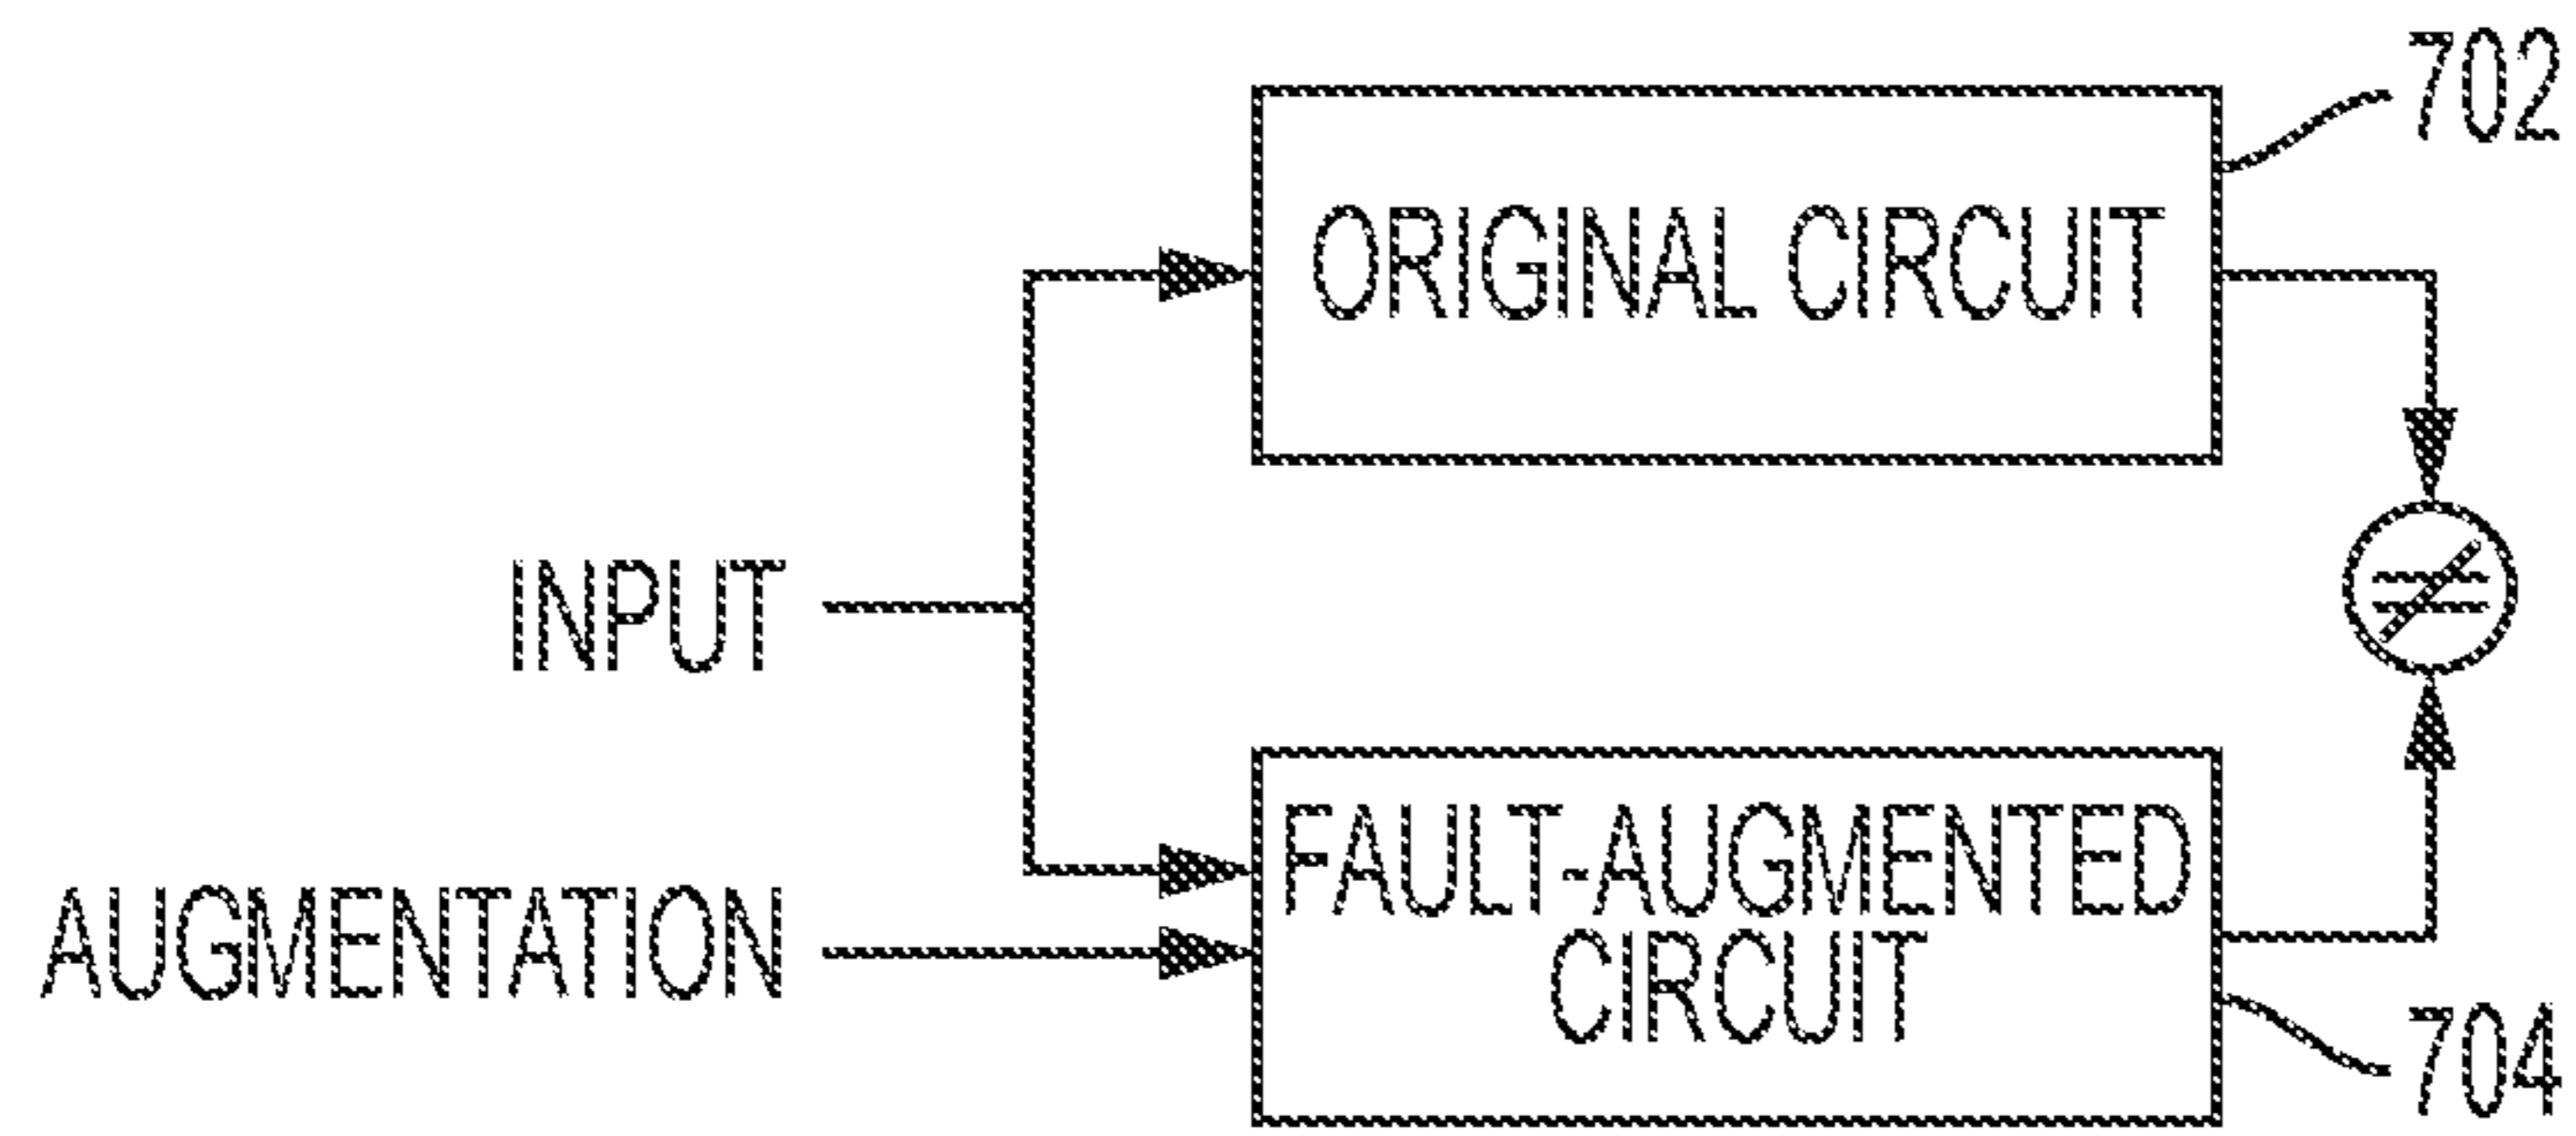 702
ORIGINAL CIRCUIT
INPUT
≠
FAULT-AUGMENTED
CIRCUIT
AUGMENTATION
704